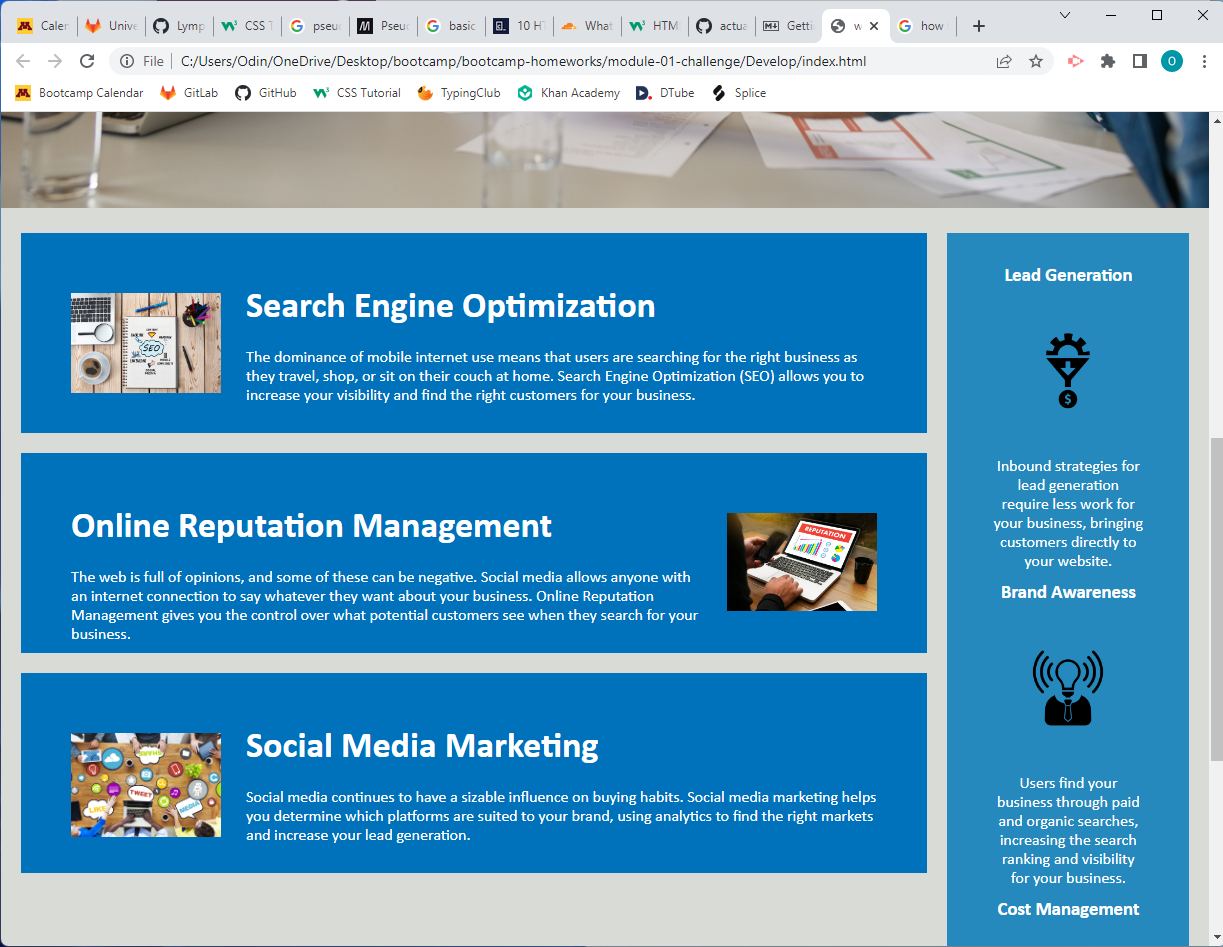 Caler
Unive
Lymp
CSS T
pseu
Pseu
basic
10 HT
What
HTM
actua
Getti
w
how
File
C:/Users/Odin/OneDrive/Desktop/bootcamp/bootcamp-homeworks/module-01-challenge/Develop/index.html
O
Bootcamp Calendar
GitLab
GitHub
CSS Tutorial
TypingClub
Khan Academy
DTube
Splice
Search Engine Optimization
The dominance of mobile internet use means that users are searching for the right business as
they travel, shop, or sit on their couch at home. Search Engine Optimization (SEO) allows you to
increase your visibility and find the right customers for your business.
SEO
Online Reputation Management
The web is full of opinions, and some of these can be negative. Social media allows anyone with
an internet connection to say whatever they want about your business. Online Reputation
Management gives you the control over what potential customers see when they search for your
business.
REPUTATION
Social Media Marketing
Social media continues to have a sizable influence on buying habits. Social media marketing helps
you determine which platforms are suited to your brand, using analytics to find the right markets
and increase your lead generation.
SHARE
TWEET
LIKE
MEDIA
Lead Generation
$
Inbound strategies for
lead generation
require less work for
your business, bringing
customers directly to
your website.
Brand Awareness
Users find your
business through paid
and organic searches,
increasing the search
ranking and visibility
for your business.
Cost Management